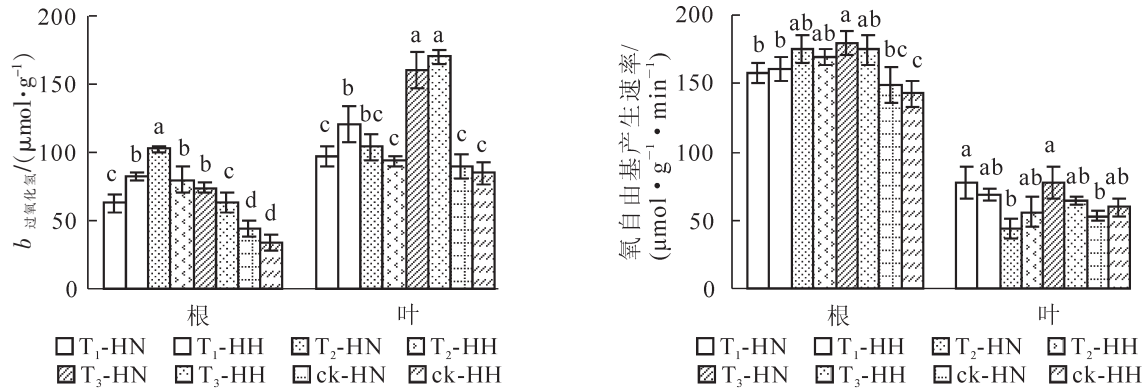 200
150
100
50
0
b 过氧化氢/(μmol·g⁻¹)
c b a b b c d d
c b bc c a a c c
根 叶
T₁-HN T₁-HH T₂-HN T₂-HH
T₃-HN T₃-HH ck-HN ck-HH
200
150
100
50
0
氧自由基产生速率/
(μmol·g⁻¹·min⁻¹)
b b ab ab a ab bc c
a ab b ab a ab b ab
根 叶
T₁-HN T₁-HH T₂-HN T₂-HH
T₃-HN T₃-HH ck-HN ck-HH